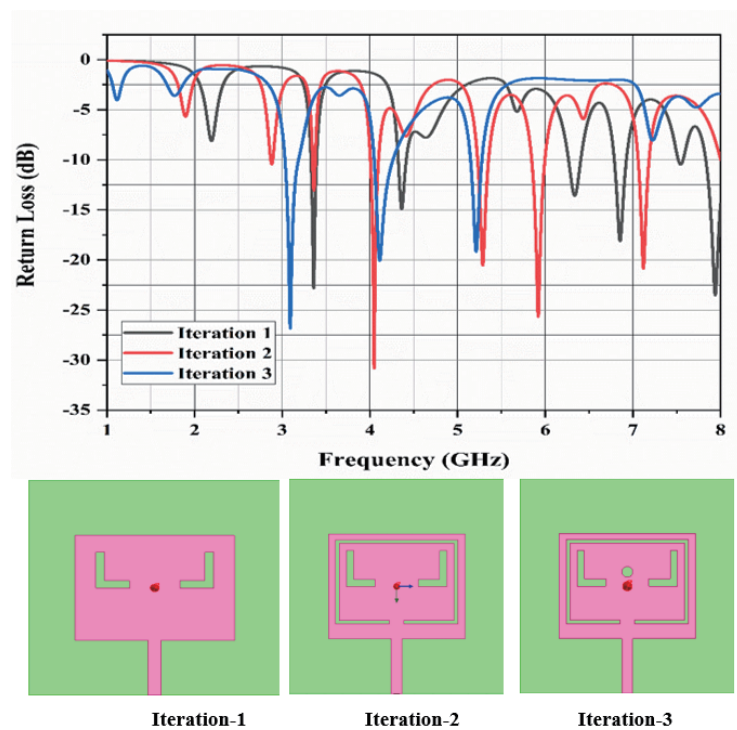 0
-5
-10
-15
-20
-25
-30
-35
Return Loss (dB)
Iteration 1
Iteration 2
Iteration 3
1 2 3 4 5 6 7 8
Frequency (GHz)
Iteration-1 Iteration-2 Iteration-3